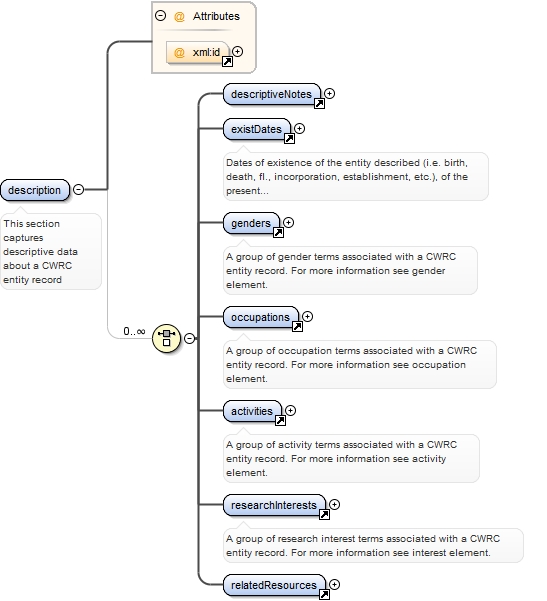 @ Attributes
@ xml:id
descriptiveNotes
existDates
Dates of existence of the entity described (i.e. birth,
death, fl., incorporation, establishment, etc.), of the
present...
description
This section
captures
descriptive data
about a CWRC
entity record
genders
A group of gender terms associated with a CWRC
entity record. For more information see gender
element.
0..∞
occupations
A group of occupation terms associated with a CWRC
entity record. For more information see occupation
element.
activities
A group of activity terms associated with a CWRC
entity record. For more information see activity
element.
researchInterests
A group of research interest terms associated with a CWRC
entity record. For more information see interest element.
relatedResources